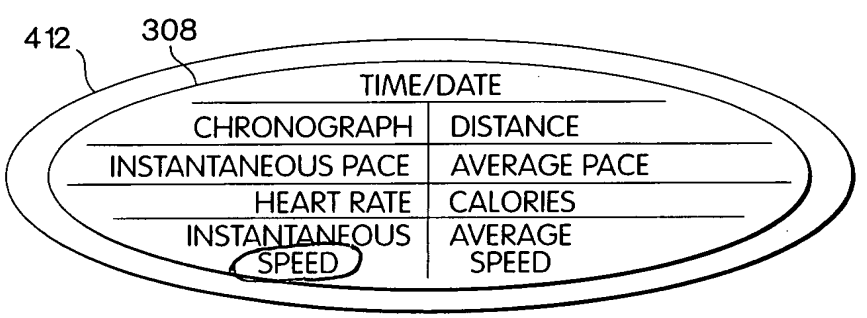 412
308
TIME/DATE
CHRONOGRAPH DISTANCE
INSTANTANEOUS PACE AVERAGE PACE
HEART RATE CALORIES
INSTANTANEOUS AVERAGE
SPEED SPEED